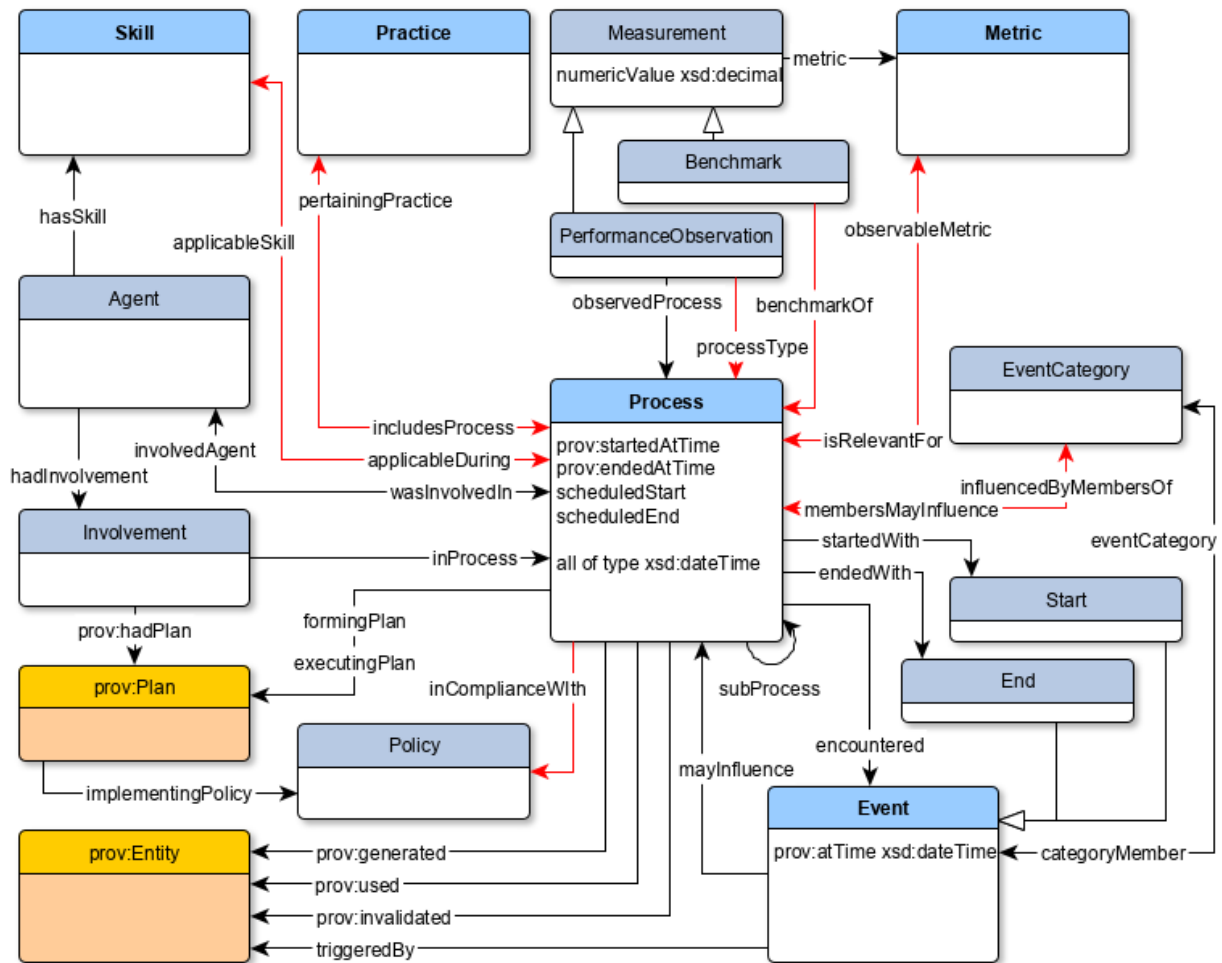 Skill
Practice
Measurement
Metric
numericValue xsd:decimal
metric
Benchmark
hasSkill
pertainingPractice
applicableSkill
PerformanceObservation
observableMetric
Agent
observedProcess
benchmarkOf
processType
EventCategory
Process
includesProcess
prov:startedAtTime
isRelevantFor
involvedAgent
applicableDuring
prov:endedAtTime
hadInvolvement
wasInvolvedIn
scheduledStart
influencedByMembersOf
scheduledEnd
membersMayInfluence
Involvement
startedWith
eventCategory
inProcess
all of type xsd:dateTime
endedWith
Start
formingPlan
prov:hadPlan
executingPlan
prov:Plan
inComplianceWIth
subProcess
End
Policy
encountered
mayInfluence
implementingPolicy
Event
prov:Entity
prov:generated
prov:atTime xsd:dateTime
categoryMember
prov:used
prov:invalidated
triggeredBy